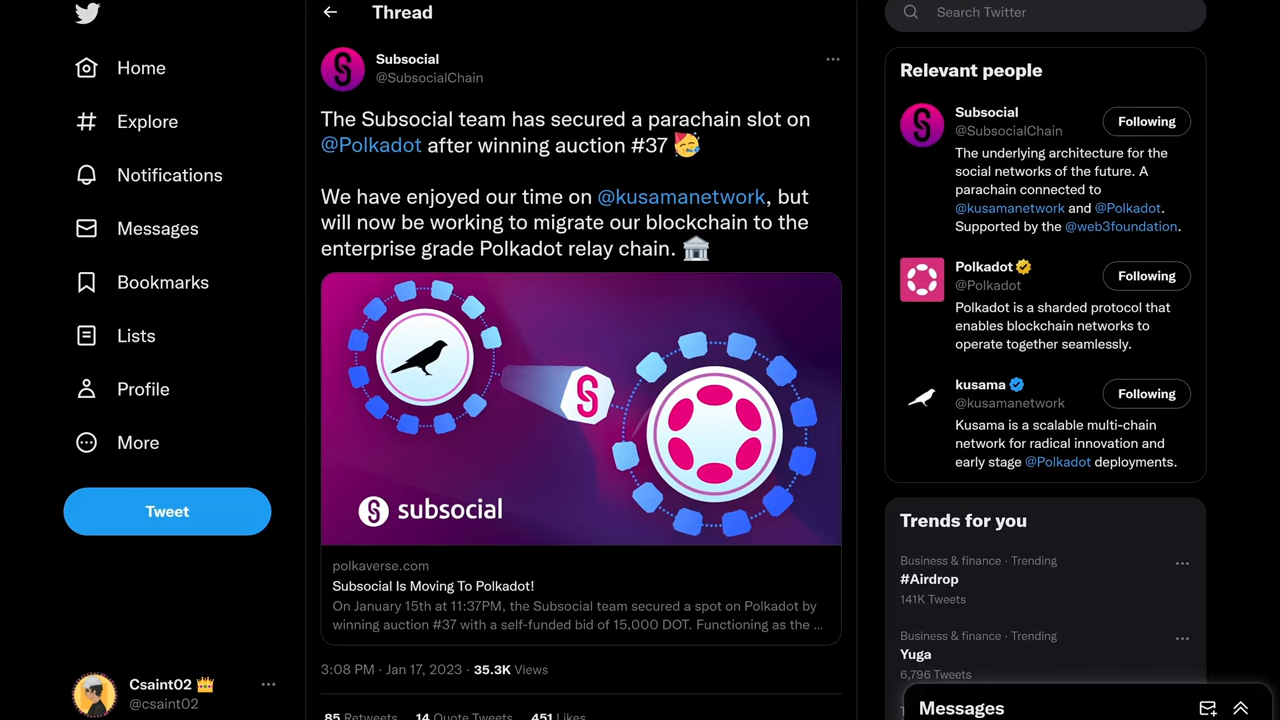 Home
Explore
Notifications
Messages
Bookmarks
Lists
Profile
More
Tweet
Csaint02 👑
@csaint02
Thread
Subsocial
@SubsocialChain
The Subsocial team has secured a parachain slot on
@Polkadot after winning auction #37 🥳
We have enjoyed our time on @kusamanetwork, but
will now be working to migrate our blockchain to the
enterprise grade Polkadot relay chain. 🏛️
subsocial
polkaverse.com
Subsocial Is Moving To Polkadot!
On January 15th at 11:37PM, the Subsocial team secured a spot on Polkadot by
winning auction #37 with a self-funded bid of 15,000 DOT. Functioning as the ...
3:08 PM · Jan 17, 2023 · 35.3K Views
85 Retweets 14 Quote Tweets 451 Likes
Search Twitter
Relevant people
Subsocial
@SubsocialChain
Following
The underlying architecture for the
social networks of the future. A
parachain connected to
@kusamanetwork and @Polkadot.
Supported by the @web3foundation.
Polkadot
@Polkadot
Following
Polkadot is a sharded protocol that
enables blockchain networks to
operate together seamlessly.
kusama
@kusamanetwork
Following
Kusama is a scalable multi-chain
network for radical innovation and
early stage @Polkadot deployments.
Trends for you
Business & finance · Trending
#Airdrop
141K Tweets
Business & finance · Trending
Yuga
6,796 Tweets
Messages